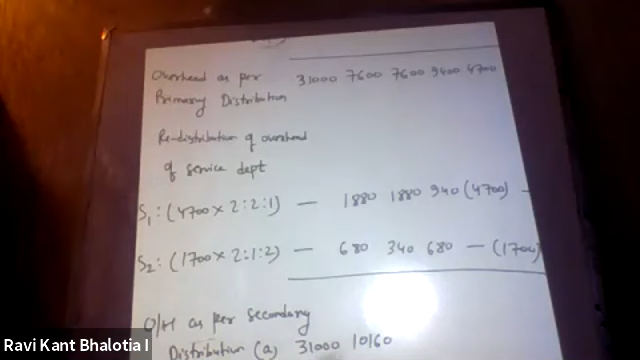 Overhead as per 31000 7600 7600 9400 4700
Primary Distribution
Re-distribution of overhead
of service dept
S1: (4700 × 2:2:1) — 1880 1880 940 (4700) -
S2: (1700 × 2:1:2) — 680 340 680 — (1700)
O/H as per Secondary
Distribution (a) 31000 10160
Ravi Kant Bhalotia I